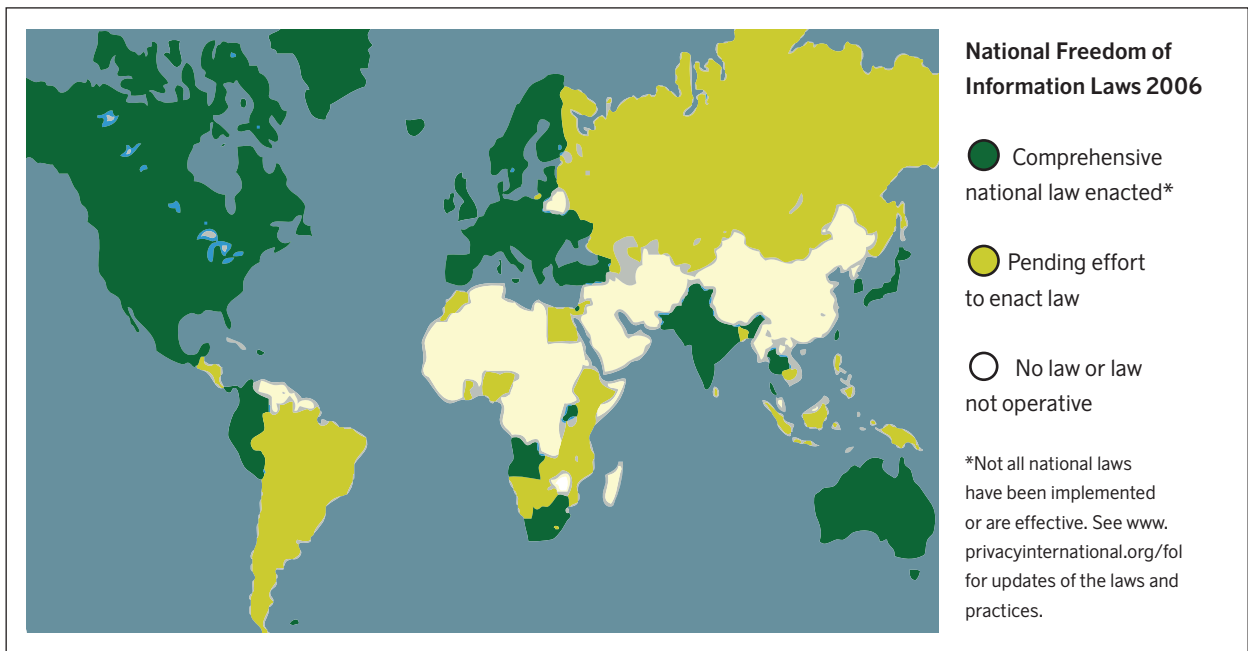 National Freedom of
Information Laws 2006
Comprehensive
national law enacted*
Pending effort
to enact law
No law or law
not operative
*Not all national laws
have been implemented
or are effective. See www.
privacyinternational.org/foI
for updates of the laws and
practices.